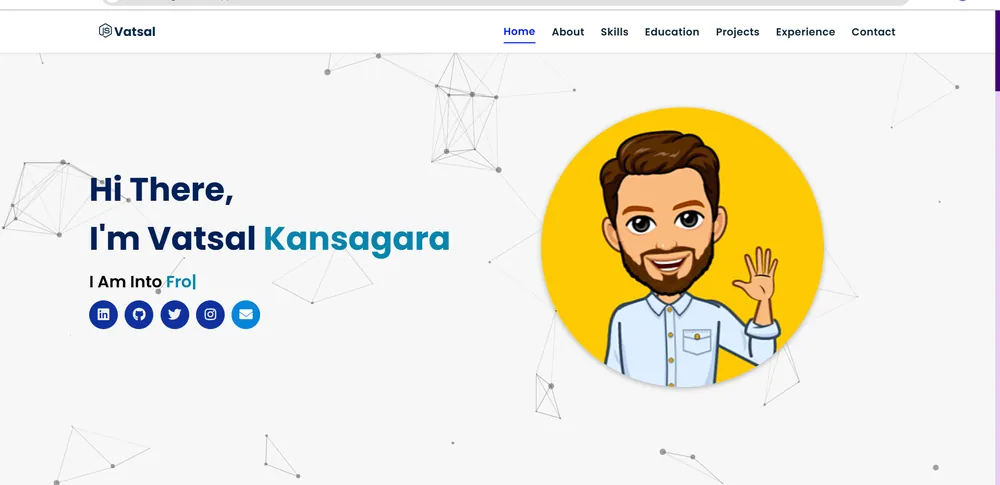 Vatsal
Home About Skills Education Projects Experience Contact
Hi There,
I'm Vatsal Kansagara
I Am Into Fro|